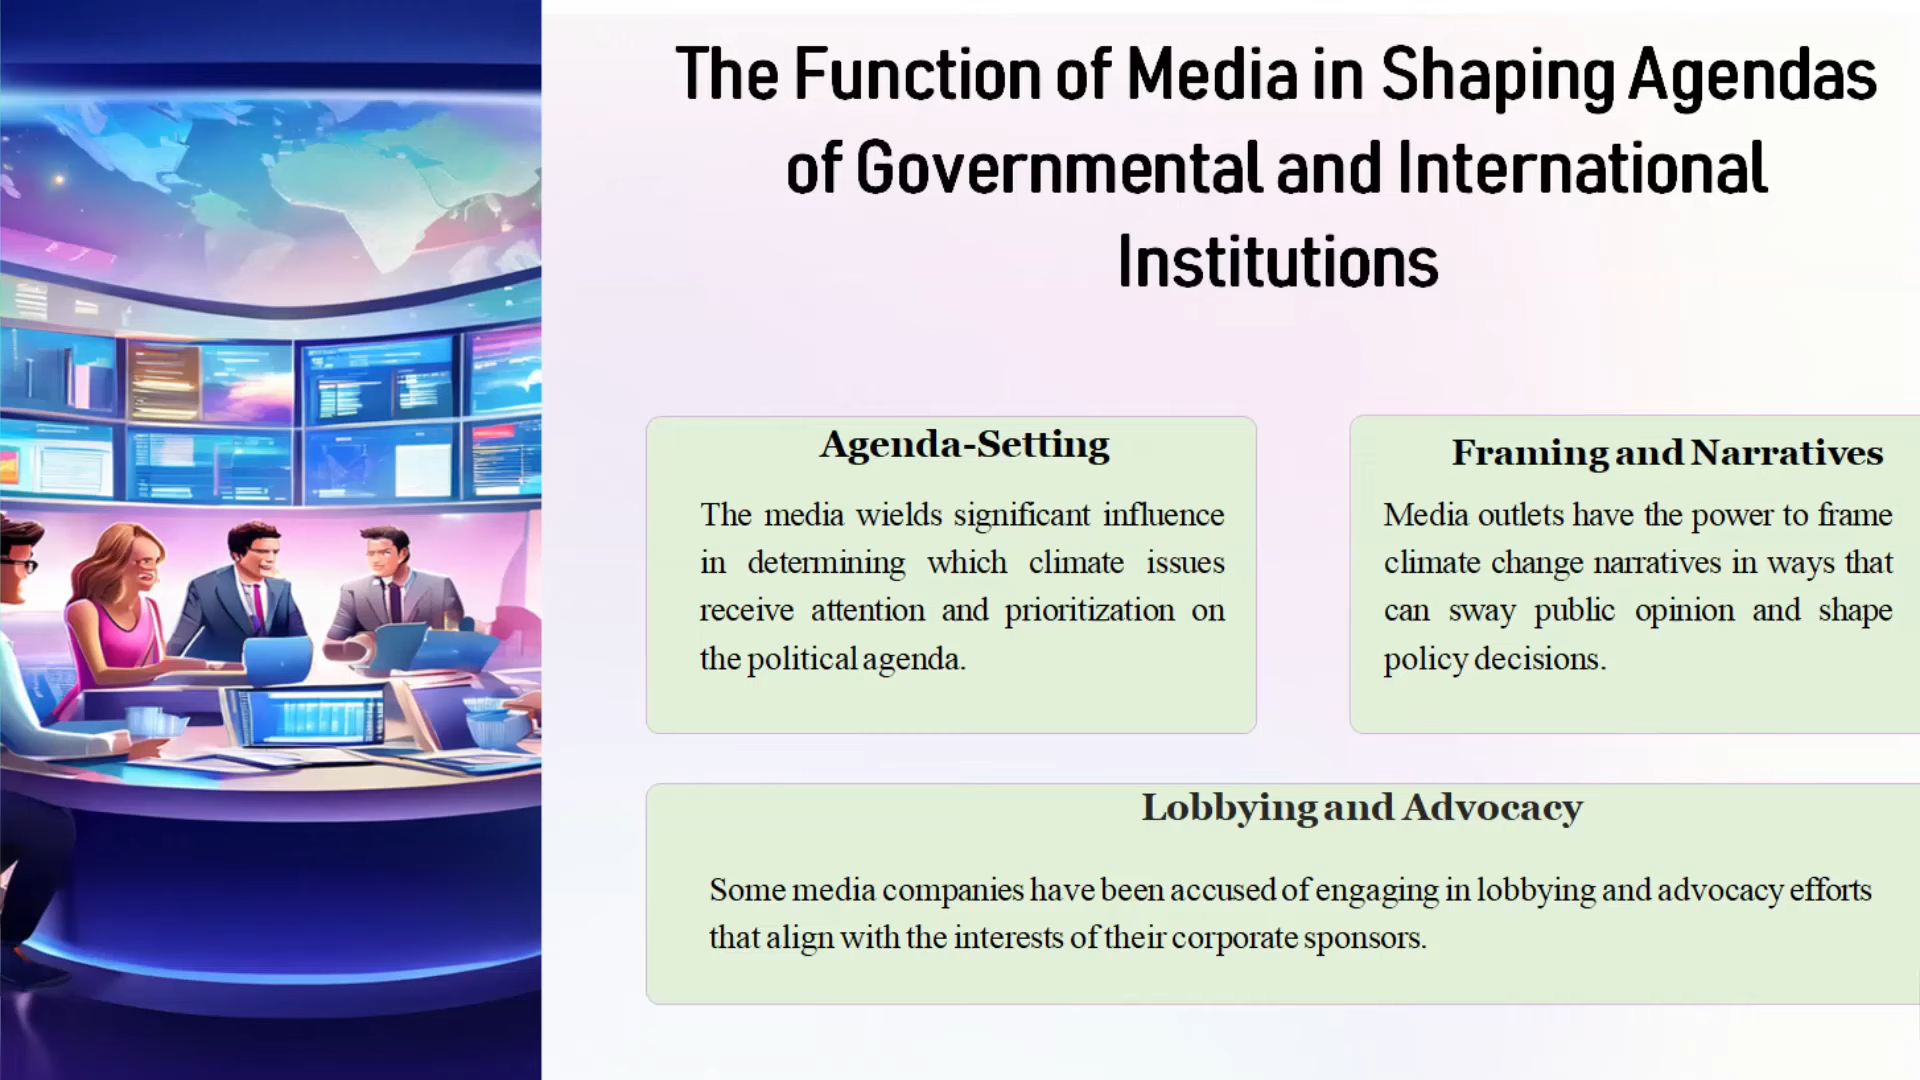 The Function of Media in Shaping Agendas
of Governmental and International
Institutions
Agenda-Setting
The media wields significant influence
in determining which climate issues
receive attention and prioritization on
the political agenda.
Framing and Narratives
Media outlets have the power to frame
climate change narratives in ways that
can sway public opinion and shape
policy decisions.
Lobbying and Advocacy
Some media companies have been accused of engaging in lobbying and advocacy efforts
that align with the interests of their corporate sponsors.